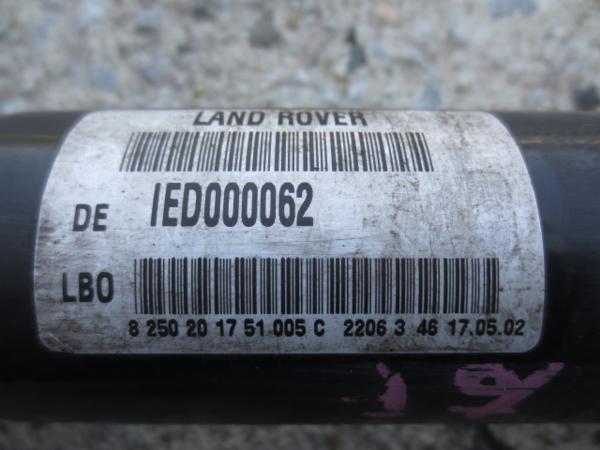 LAND ROVER
DE IED000062
LBO
8 250 20 17 51 005 C 2206 3 46 17.05.02